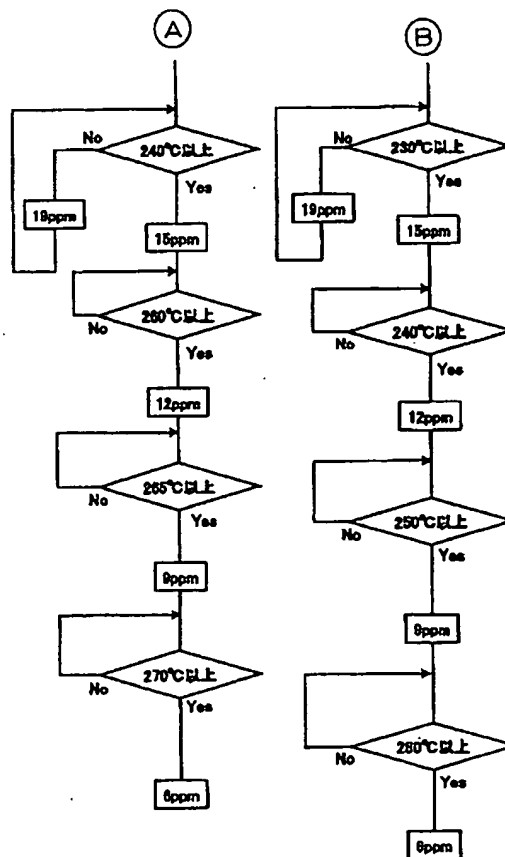 A
No
240°C以上
Yes
19ppm
15ppm
260°C以上
No
Yes
12ppm
265°C以上
No
Yes
9ppm
270°C以上
No
Yes
6ppm
B
No
230°C以上
Yes
19ppm
15ppm
240°C以上
No
Yes
12ppm
250°C以上
No
Yes
9ppm
260°C以上
No
Yes
6ppm